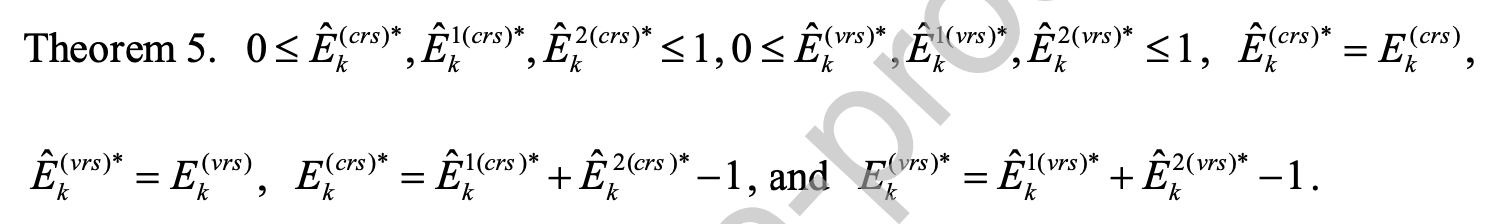 Theorem 5. 0 ≤ Ê_k^{(crs)*}, Ê_k^{1(crs)*}, Ê_k^{2(crs)*} ≤ 1, 0 ≤ Ê_k^{(vrs)*}, Ê_k^{1(vrs)*}, Ê_k^{2(vrs)*} ≤ 1, Ê_k^{(crs)*} = E_k^{(crs)},
Ê_k^{(vrs)*} = E_k^{(vrs)}, E_k^{(crs)*} = Ê_k^{1(crs)*} + Ê_k^{2(crs)*} − 1, and E_k^{(vrs)*} = Ê_k^{1(vrs)*} + Ê_k^{2(vrs)*} − 1.